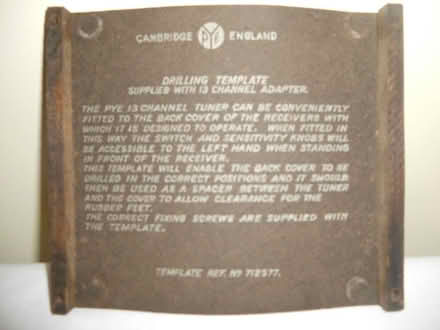 CAMBRIDGE PYE ENGLAND
DRILLING TEMPLATE
SUPPLIED WITH 13 CHANNEL ADAPTER.
THE PYE 13 CHANNEL TUNER CAN BE CONVENIENTLY
FITTED TO THE BACK COVER OF THE RECEIVERS WITH
WHICH IT IS DESIGNED TO OPERATE. WHEN FITTED IN
THIS WAY THE SWITCH AND SENSITIVITY KNOBS WILL
BE ACCESSIBLE TO THE LEFT HAND WHEN STANDING
IN FRONT OF THE RECEIVER.
THIS TEMPLATE WILL ENABLE THE BACK COVER TO BE
DRILLED IN THE CORRECT POSITIONS AND IT SHOULD
THEN BE USED AS A SPACER BETWEEN THE TUNER
AND THE COVER TO ALLOW CLEARANCE FOR THE
RUBBER FEET.
THE CORRECT FIXING SCREWS ARE SUPPLIED WITH
THE TEMPLATE.
TEMPLATE REF. NO 712577.